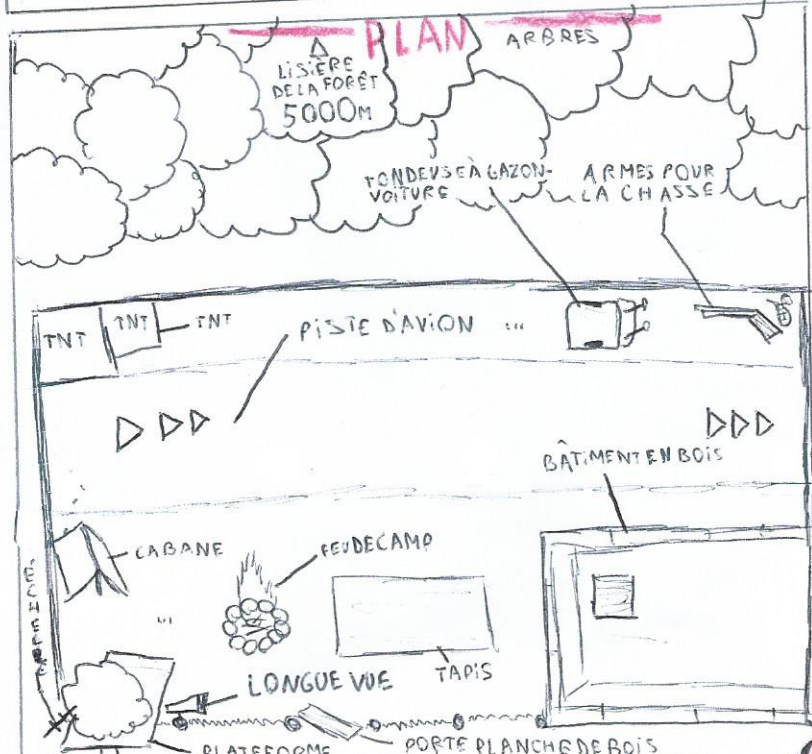 PLAN
ARBRES
LISIÈRE
DE LA FORÊT
5000M
TONDEUSE À GAZON-
VOITURE
ARMES POUR
LA CHASSE
TNT
TNT
TNT
PISTE D'AVION ...
BÂTIMENT EN BOIS
CABANE
FEU DE CAMP
...
LONGUE VUE
TAPIS
PLATEFORME
PORTE PLANCHE DE BOIS